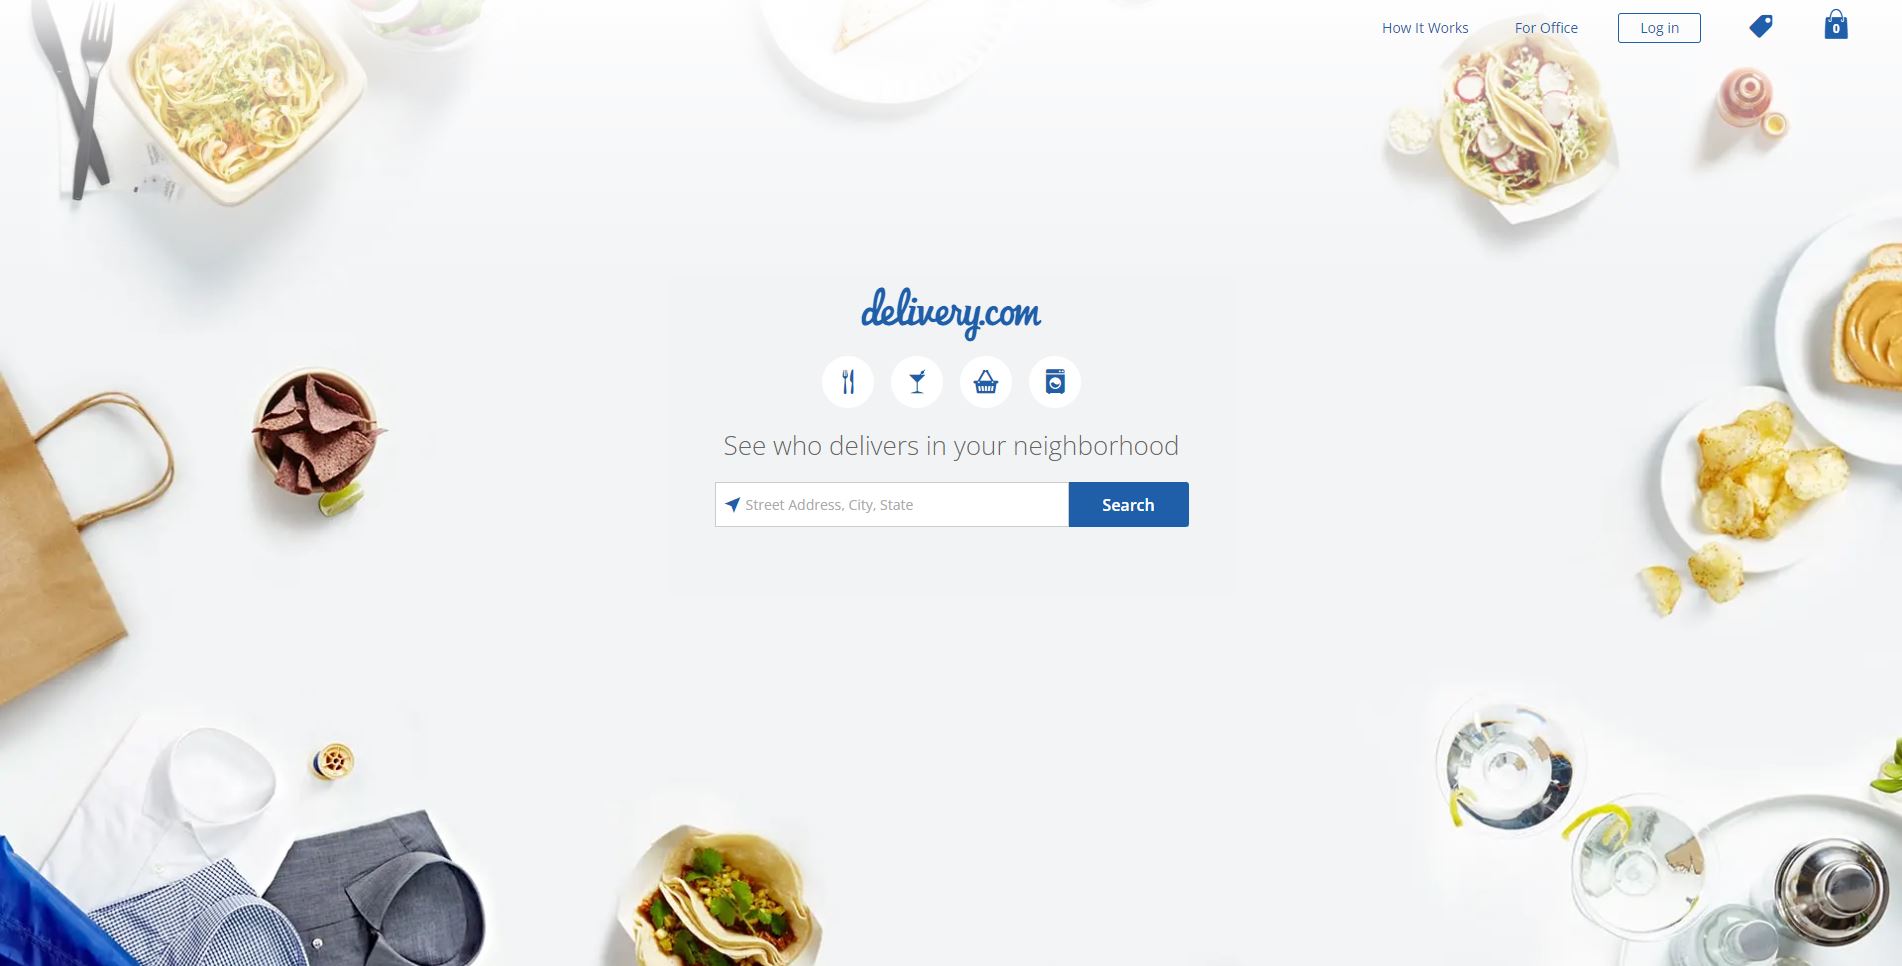 How It Works
For Office
Log in
0
delivery.com
See who delivers in your neighborhood
Street Address, City, State
Search